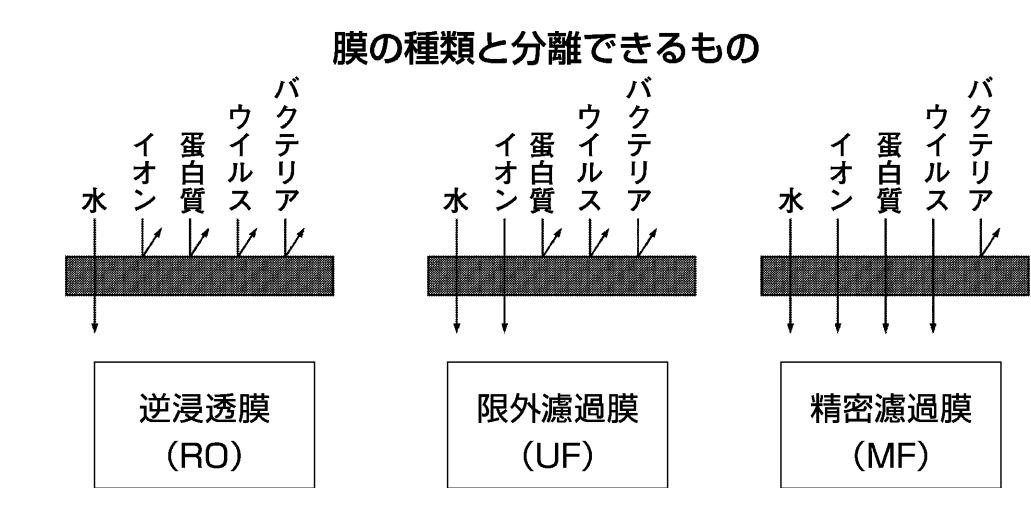 膜の種類と分離できるもの
水
イオン
蛋白質
ウイルス
バクテリア
逆浸透膜
(RO)
水
イオン
蛋白質
ウイルス
バクテリア
限外濾過膜
(UF)
水
イオン
蛋白質
ウイルス
バクテリア
精密濾過膜
(MF)